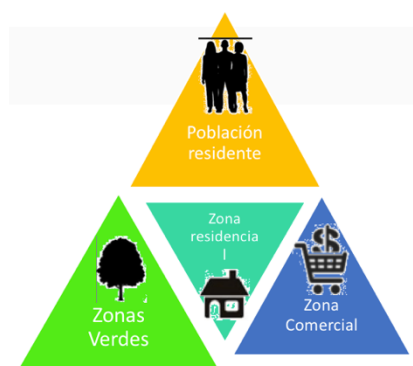 Población
residente
Zona
residencia
l
Zonas
Verdes
Zona
Comercial